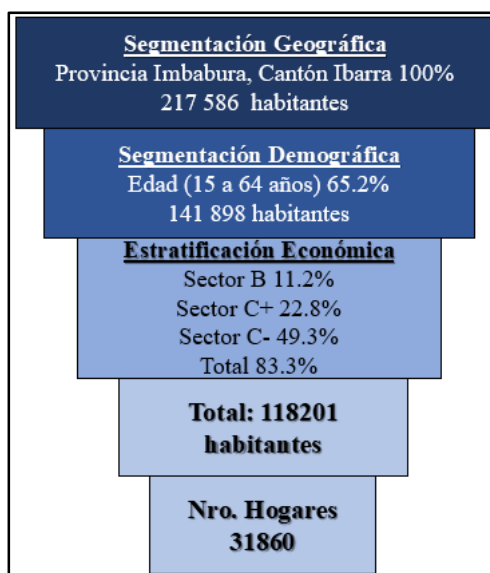 Segmentación Geográfica
Provincia Imbabura, Cantón Ibarra 100%
217 586 habitantes
Segmentación Demográfica
Edad (15 a 64 años) 65.2%
141 898 habitantes
Estratificación Económica
Sector B 11.2%
Sector C+ 22.8%
Sector C- 49.3%
Total 83.3%
Total: 118201
habitantes
Nro. Hogares
31860